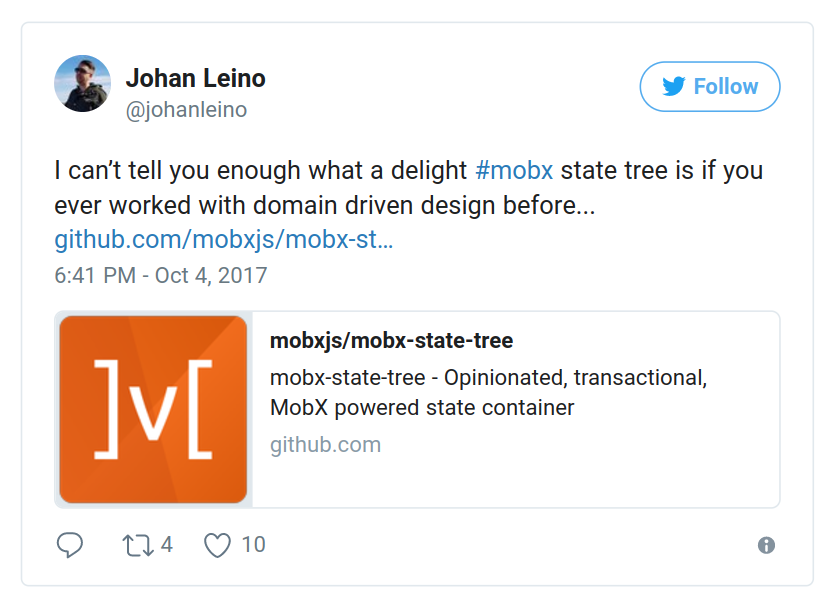 Johan Leino
@johanleino
Follow
I can’t tell you enough what a delight #mobx state tree is if you
ever worked with domain driven design before...
github.com/mobxjs/mobx-st…
6:41 PM - Oct 4, 2017
]v[
mobxjs/mobx-state-tree
mobx-state-tree - Opinionated, transactional,
MobX powered state container
github.com
4
10